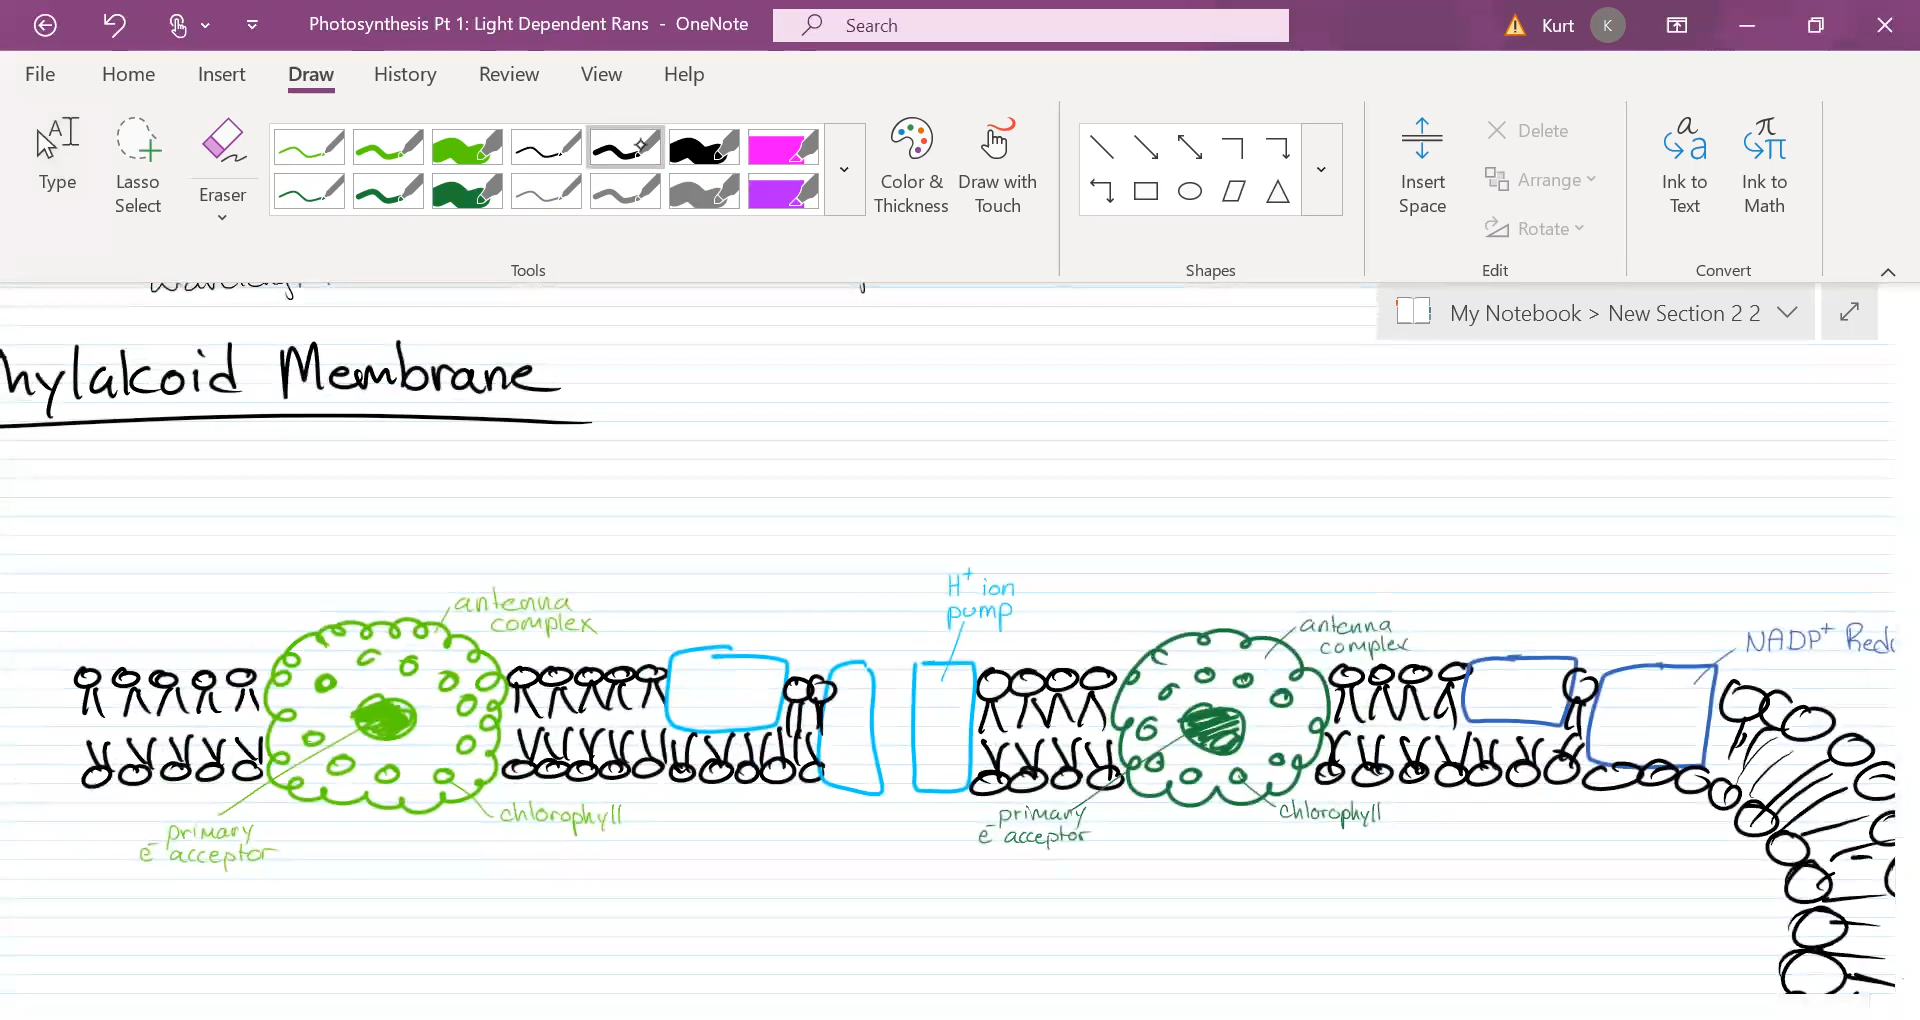 Photosynthesis Pt 1: Light Dependent Rans - OneNote
Search
Kurt
K
File
Home
Insert
Draw
History
Review
View
Help
Type
Lasso
Select
Eraser
Color &
Thickness
Draw with
Touch
Insert
Space
Delete
Arrange
Rotate
Ink to
Text
Ink to
Math
Tools
Shapes
Edit
Convert
My Notebook > New Section 2 2
hylakoid Membrane
H+ ion
pump
antenna
complex
antenna
complex
NADP+ Redu
chlorophyll
primary
e- acceptor
chlorophyll
primary
e- acceptor